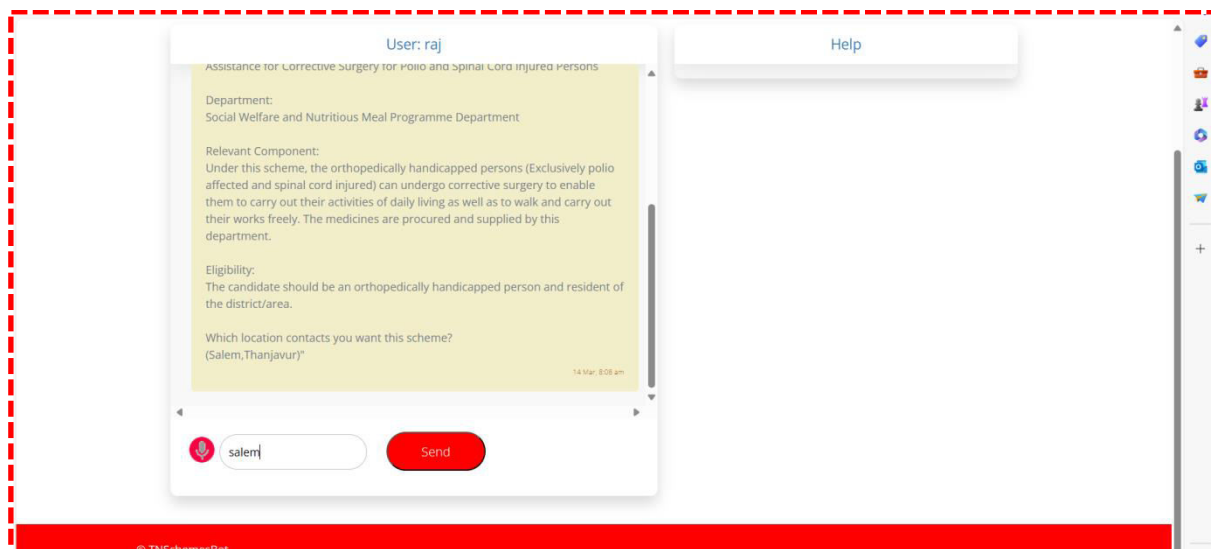 User: raj
Help
Assistance for Corrective Surgery for Polio and Spinal Cord Injured Persons
Department:
Social Welfare and Nutritious Meal Programme Department
Relevant Component:
Under this scheme, the orthopedically handicapped persons (Exclusively polio
affected and spinal cord injured) can undergo corrective surgery to enable
them to carry out their activities of daily living as well as to walk and carry out
their works freely. The medicines are procured and supplied by this
department.
Eligibility:
The candidate should be an orthopedically handicapped person and resident of
the district/area.
Which location contacts you want this scheme?
(Salem,Thanjavur)"
14 Mar, 8:08 am
salem
Send
© TNSchemesBot